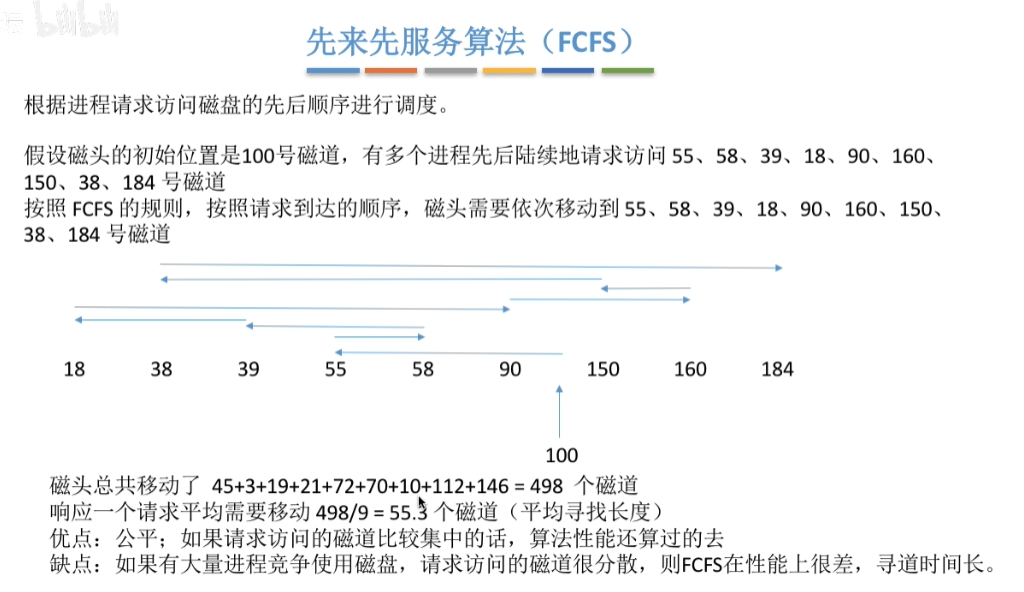 bilibili
先来先服务算法（FCFS）
根据进程请求访问磁盘的先后顺序进行调度。
假设磁头的初始位置是100号磁道，有多个进程先后陆续地请求访问 55、58、39、18、90、160、
150、38、184 号磁道
按照 FCFS 的规则，按照请求到达的顺序，磁头需要依次移动到 55、58、39、18、90、160、150、
38、184 号磁道
18 38 39 55 58 90 150 160 184
100
磁头总共移动了 45+3+19+21+72+70+10+112+146 = 498 个磁道
响应一个请求平均需要移动 498/9 = 55.3 个磁道（平均寻找长度）
优点：公平；如果请求访问的磁道比较集中的话，算法性能还算过的去
缺点：如果有大量进程竞争使用磁盘，请求访问的磁道很分散，则FCFS在性能上很差，寻道时间长。